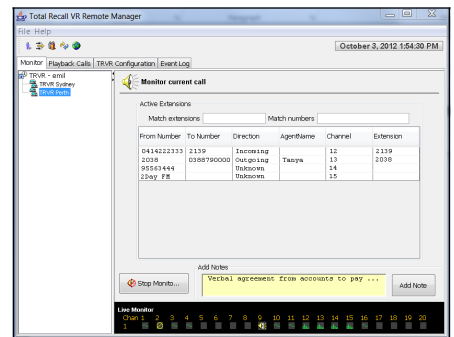 Total Recall VR Remote Manager
File Help
October 3, 2012 1:54:30 PM
Monitor Playback Calls TRVR Configuration Event Log
TRVR - emil
TRVR Sydney
TRVR Perth
Monitor current call
Active Extensions
Match extensions Match numbers
From Number To Number Direction AgentName Channel Extension
0414222333 2139 Incoming 12 2139
2038 0388790000 Outgoing Tanya 13 2038
95563444 Unknown 14
2Day FM Unknown 15
Add Notes
Stop Monito... Verbal agreement from accounts to pay ... Add Note
Live Monitor
Chan 1 2 3 4 5 6 7 8 9 10 11 12 13 14 15 16 17 18 19 20
1